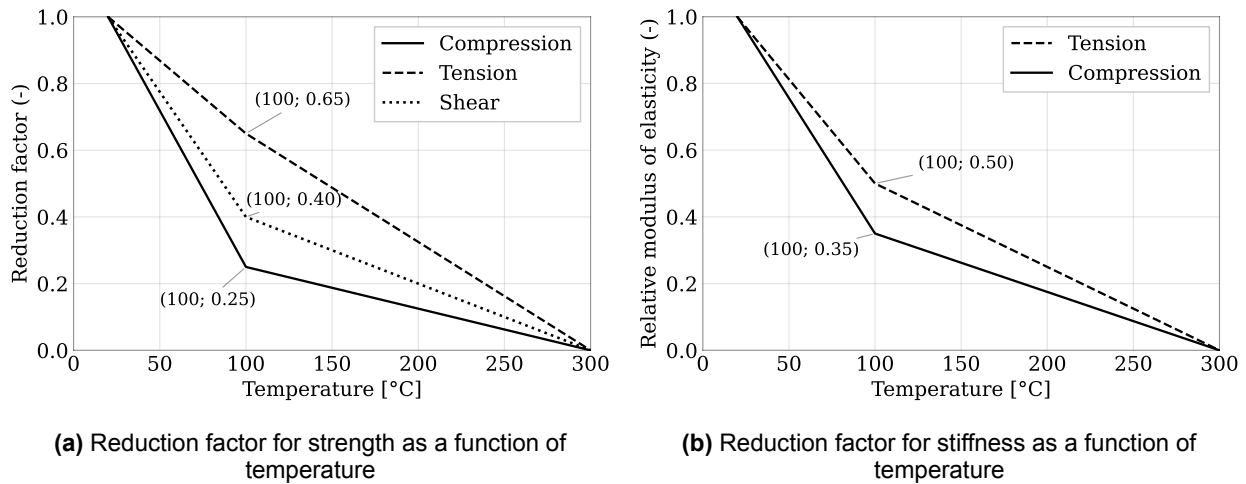 1.0
0.8
0.6
0.4
0.2
0.0
Reduction factor (-)
Compression
Tension
Shear
(100; 0.65)
(100; 0.40)
(100; 0.25)
0 50 100 150 200 250 300
Temperature [°C]
(a) Reduction factor for strength as a function of
temperature
1.0
0.8
0.6
0.4
0.2
0.0
Relative modulus of elasticity (-)
Tension
Compression
(100; 0.50)
(100; 0.35)
0 50 100 150 200 250 300
Temperature [°C]
(b) Reduction factor for stiffness as a function of
temperature